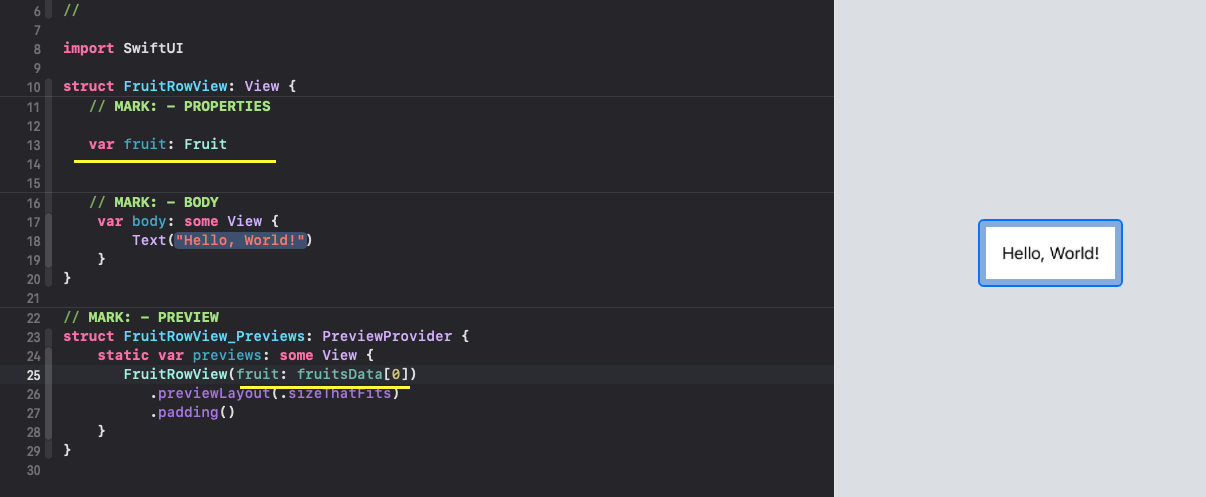 6 //
7
8 import SwiftUI
9
10 struct FruitRowView: View {
11 // MARK: - PROPERTIES
12
13 var fruit: Fruit
14
15
16 // MARK: - BODY
17 var body: some View {
18 Text("Hello, World!")
19 }
20 }
21
22 // MARK: - PREVIEW
23 struct FruitRowView_Previews: PreviewProvider {
24 static var previews: some View {
25 FruitRowView(fruit: fruitsData[0])
26 .previewLayout(.sizeThatFits)
27 .padding()
28 }
29 }
30
Hello, World!